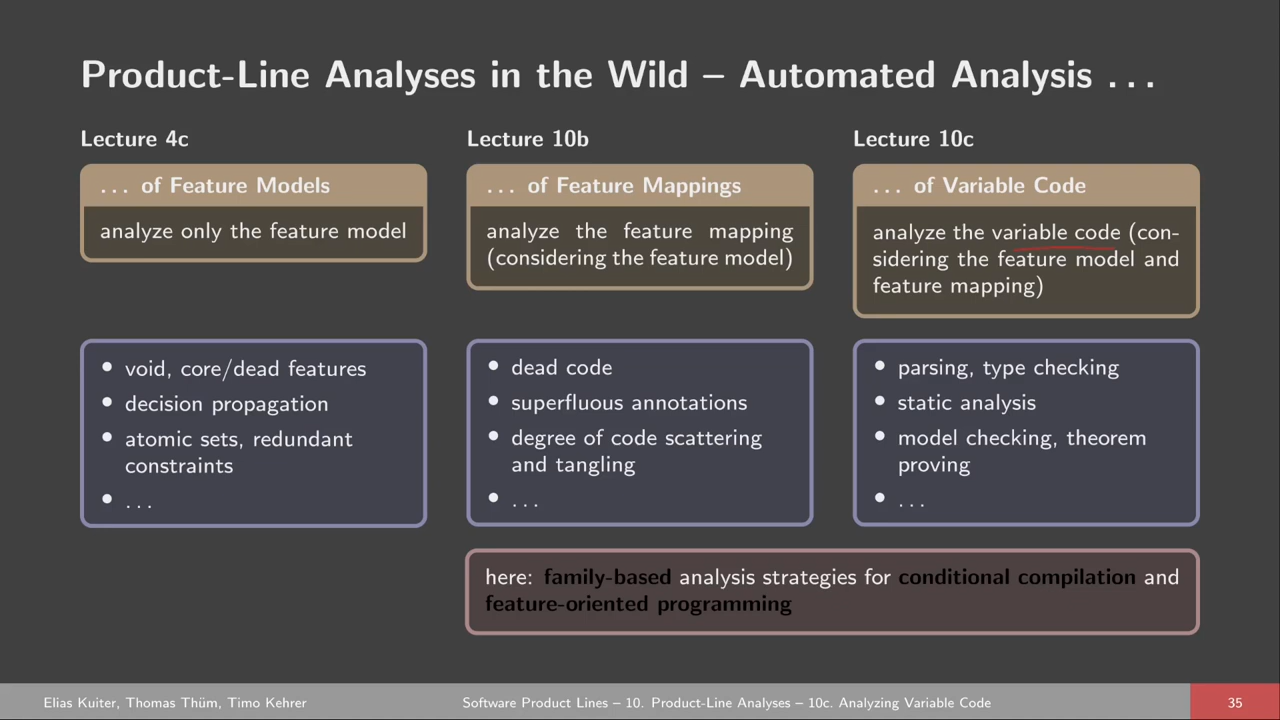 Product-Line Analyses in the Wild – Automated Analysis . . .
Lecture 4c
. . . of Feature Models
analyze only the feature model
• void, core/dead features
• decision propagation
• atomic sets, redundant
constraints
• . . .
Lecture 10b
. . . of Feature Mappings
analyze the feature mapping
(considering the feature model)
• dead code
• superfluous annotations
• degree of code scattering
and tangling
• . . .
Lecture 10c
. . . of Variable Code
analyze the variable code (con-
sidering the feature model and
feature mapping)
• parsing, type checking
• static analysis
• model checking, theorem
proving
• . . .
here: family-based analysis strategies for conditional compilation and
feature-oriented programming
Elias Kuiter, Thomas Thüm, Timo Kehrer
Software Product Lines – 10. Product-Line Analyses – 10c. Analyzing Variable Code
35